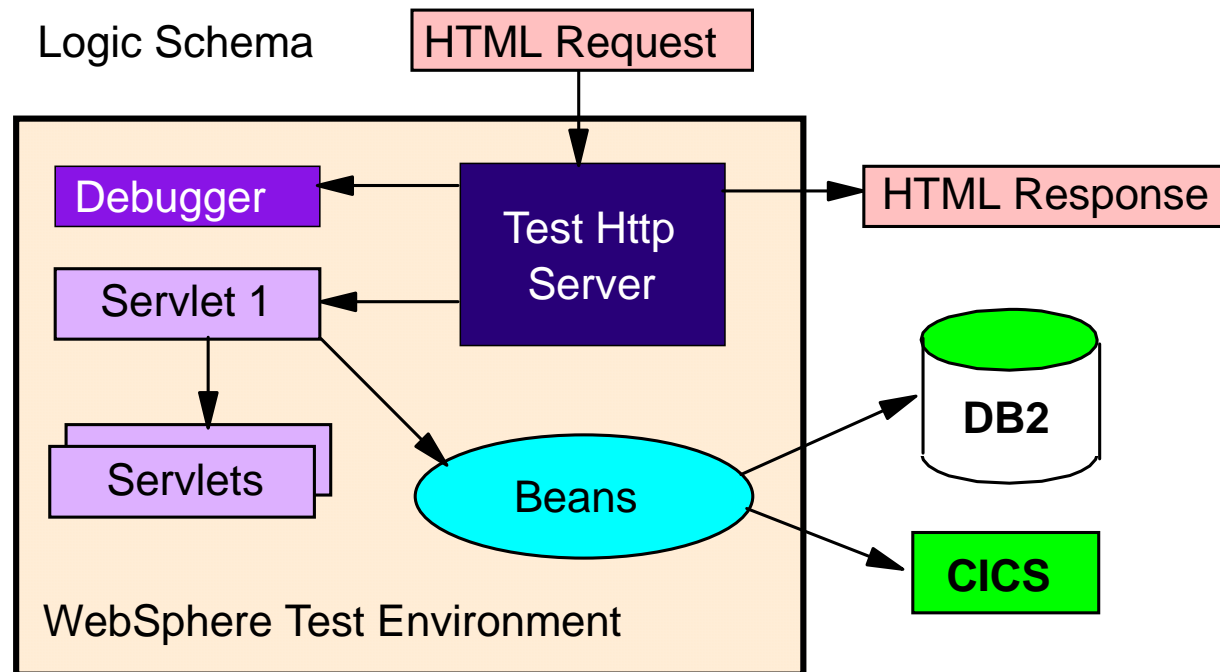 Logic Schema
HTML Request
Debugger
Test Http
Server
HTML Response
Servlet 1
DB2
Servlets
Beans
CICS
WebSphere Test Environment